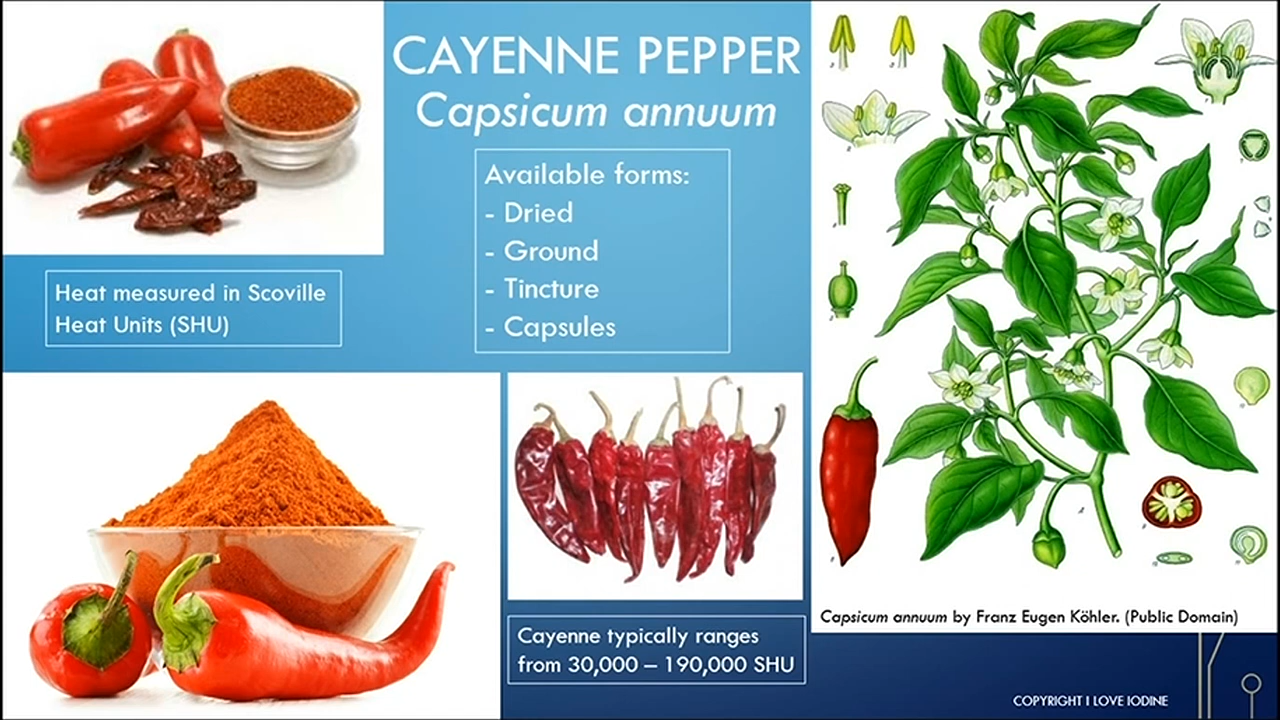 CAYENNE PEPPER
Capsicum annuum
Available forms:
- Dried
- Ground
- Tincture
- Capsules
Heat measured in Scoville
Heat Units (SHU)
Cayenne typically ranges
from 30,000 – 190,000 SHU
Capsicum annuum by Franz Eugen Köhler. (Public Domain)
COPYRIGHT I LOVE IODINE